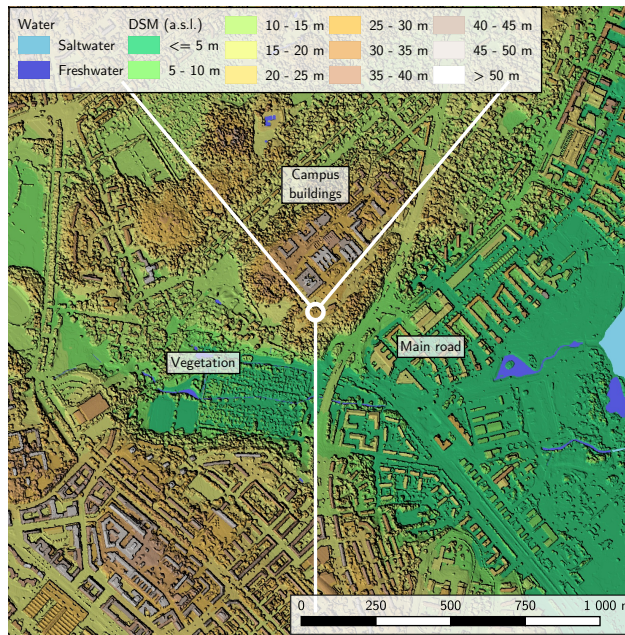 Water
Saltwater
Freshwater
DSM (a.s.l.)
<= 5 m
5 - 10 m
10 - 15 m
15 - 20 m
20 - 25 m
25 - 30 m
30 - 35 m
35 - 40 m
40 - 45 m
45 - 50 m
> 50 m
Campus
buildings
Vegetation
Main road
0 250 500 750 1 000 m